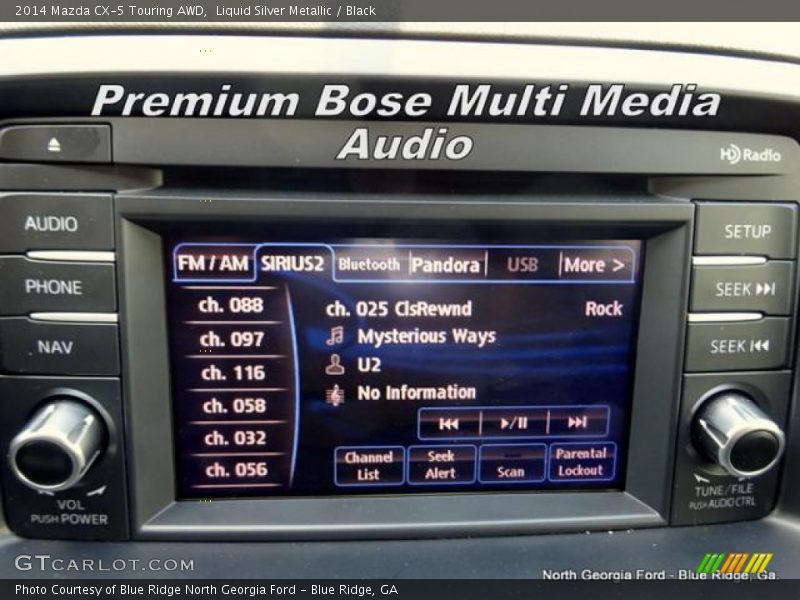 2014 Mazda CX-5 Touring AWD,  Liquid Silver Metallic / Black
Premium Bose Multi Media
Audio
HD Radio
AUDIO
PHONE
NAV
VOL
PUSH POWER
FM / AM
SIRIUS2
Bluetooth
Pandora
USB
More >
ch. 088
ch. 097
ch. 116
ch. 058
ch. 032
ch. 056
ch. 025 ClsRewnd
Rock
Mysterious Ways
U2
No Information
Channel
List
Seek
Alert
Scan
Parental
Lockout
SETUP
SEEK
SEEK
TUNE/FILE
PUSH AUDIO CTRL
GTCARLOT.COM
North Georgia Ford - Blue Ridge, Ga.
Photo Courtesy of Blue Ridge North Georgia Ford - Blue Ridge, GA